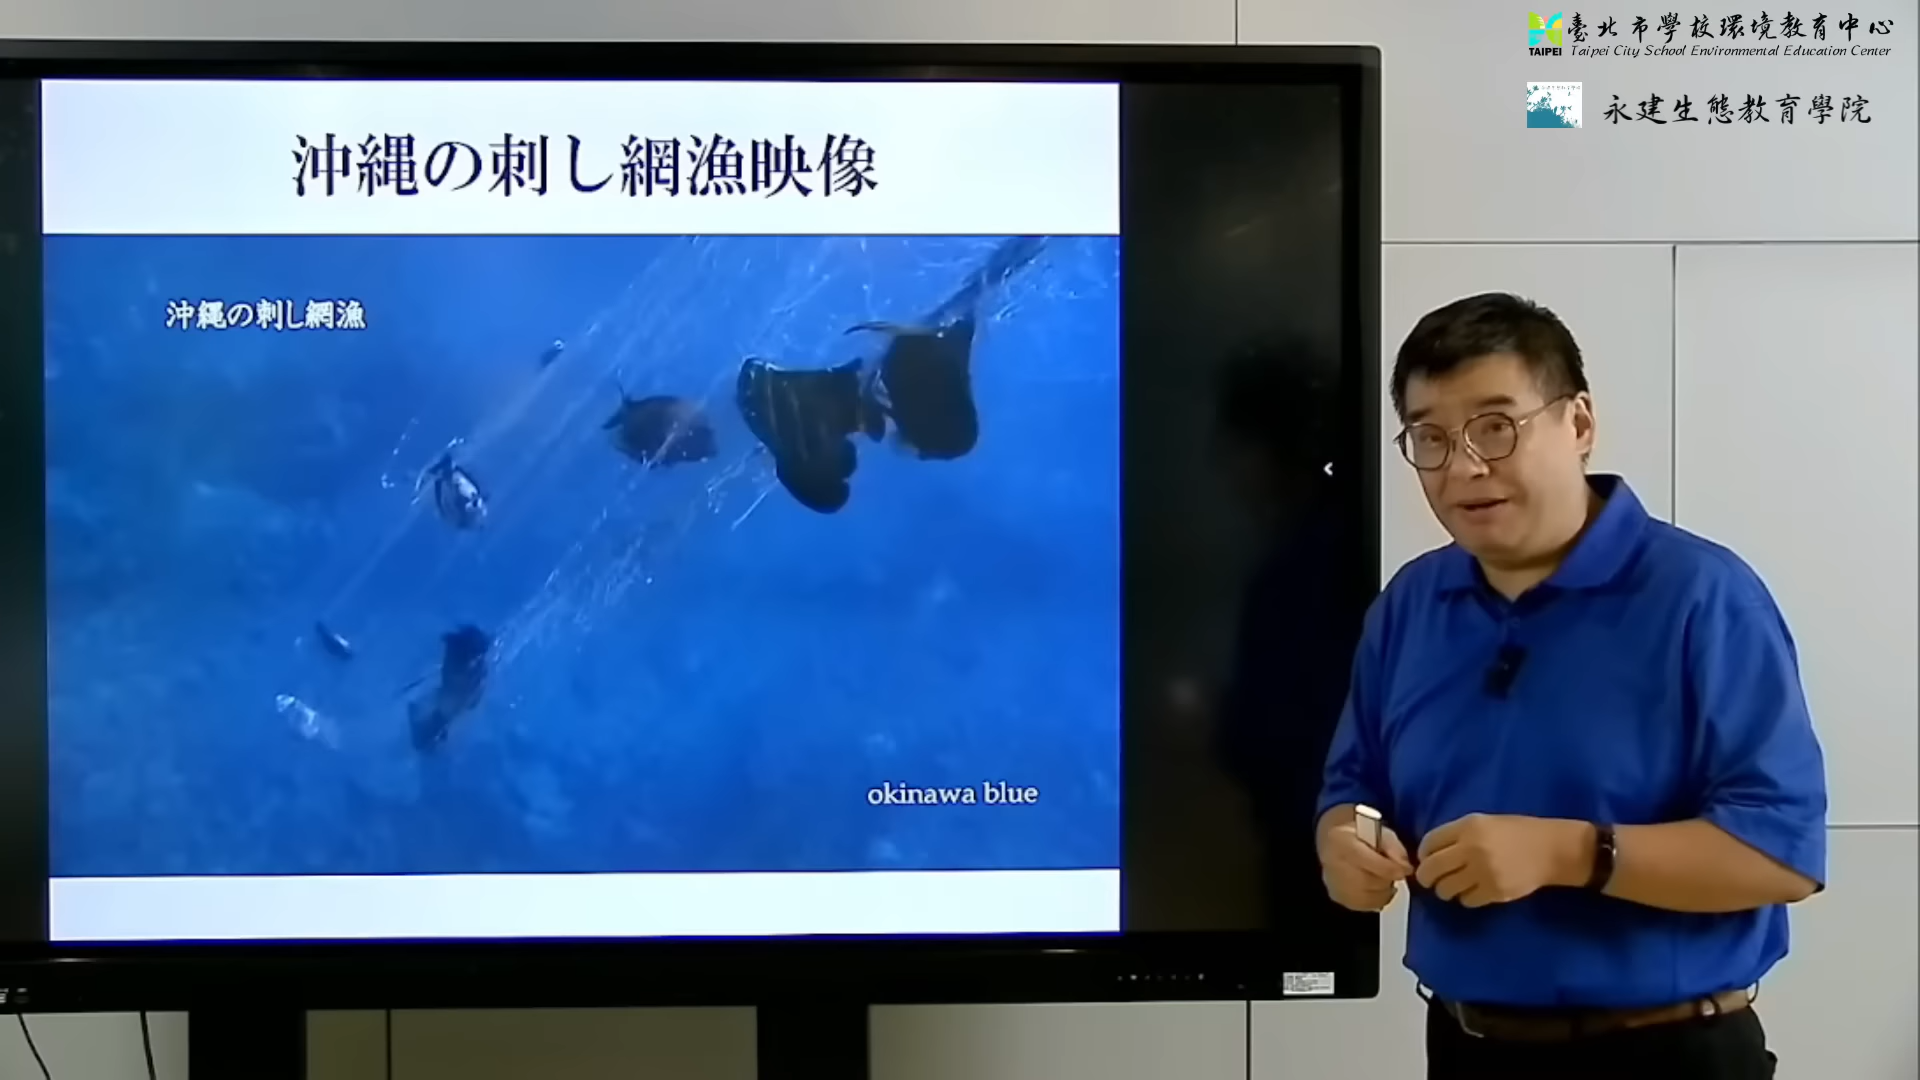 臺北市學校環境教育中心
TAIPEI
Taipei City School Environmental Education Center
永建生態教育學院
沖縄の刺し網漁映像
沖縄の刺し網漁
okinawa blue